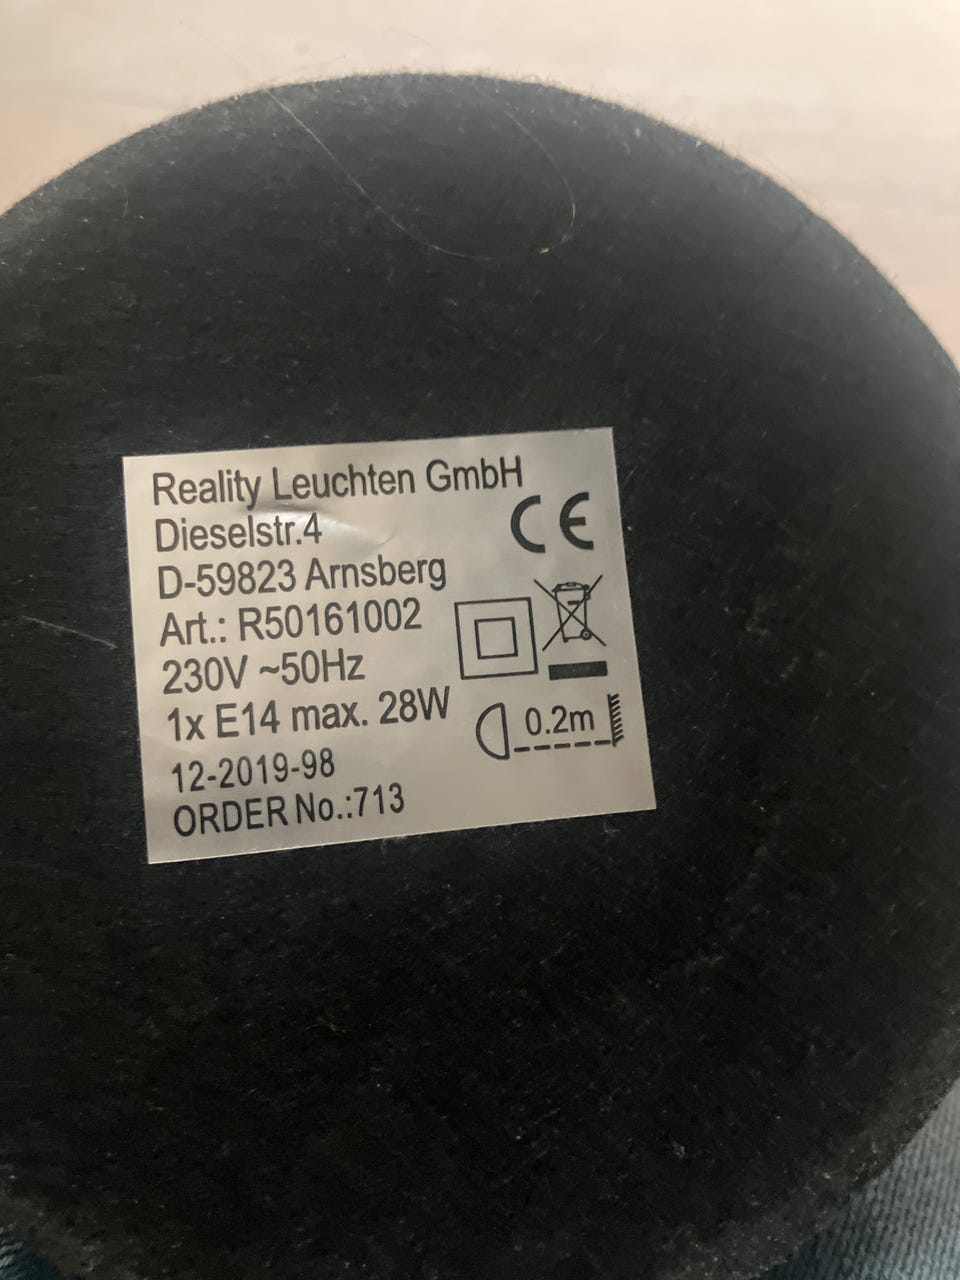 Reality Leuchten GmbH
Dieselstr.4
CE
D-59823 Arnsberg
Art.: R50161002
230V ~50Hz
1x E14 max. 28W
0.2m
12-2019-98
ORDER No.:713